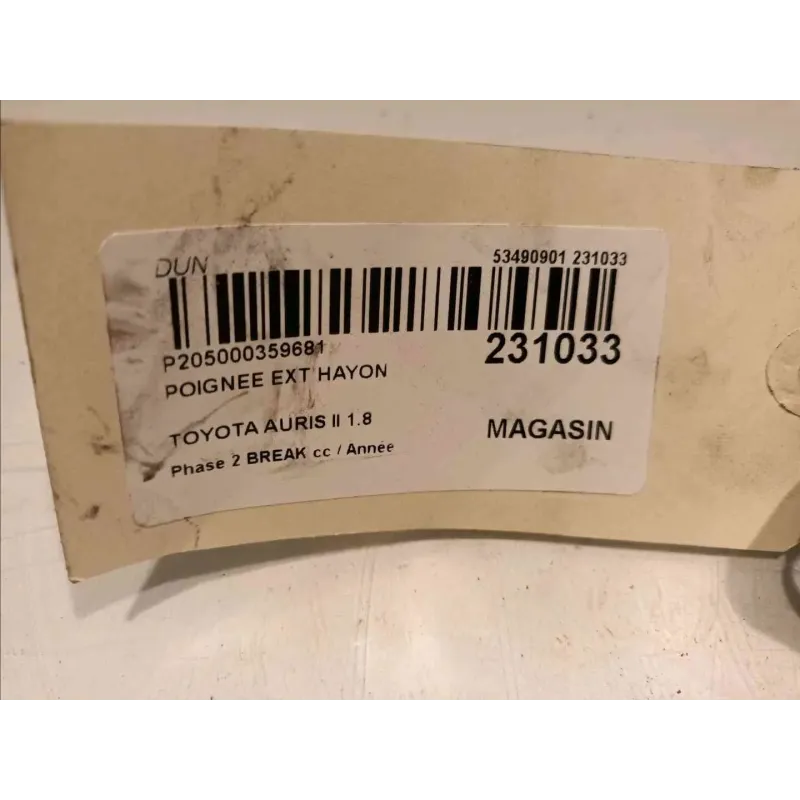 DUN
53490901 231033
P205000359681
231033
POIGNEE EXT HAYON
TOYOTA AURIS II 1.8
MAGASIN
Phase 2 BREAK cc / Année